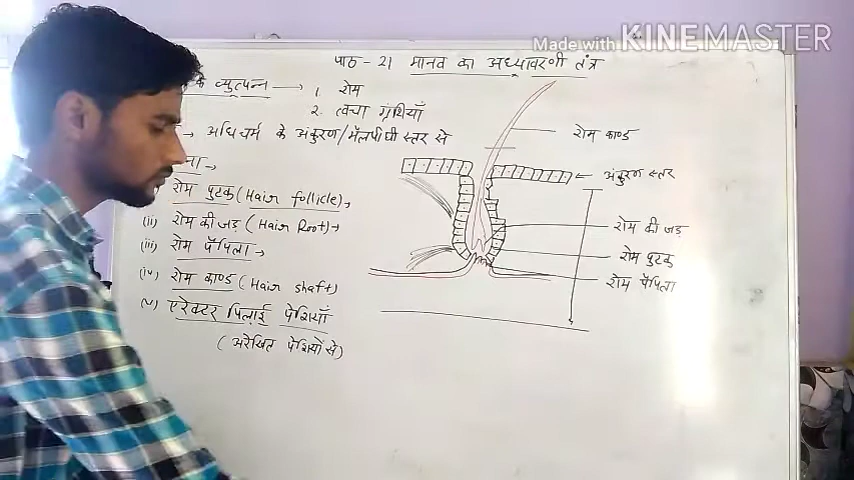 Made with KINEMASTER
पाठ - 21 मानव का अध्यावरणी तंत्र
के व्युत्पन्न → 1. रोम
2. त्वचा ग्रंथियाँ
→ अधिचर्म के अंकुरण/मैलपीघी स्तर से
रोम पुटक (Hair follicle) →
(ii) रोम की जड़ (Hair Root) →
(iii) रोम पैपिला →
(iv) रोम काण्ड (Hair shaft)
(v) एरेक्टर पिलाई पेशियाँ
(अरेखित पेशियों से)
रोम काण्ड
← अंकुरण स्तर
रोम की जड़
रोम पुटक
रोम पैपिला